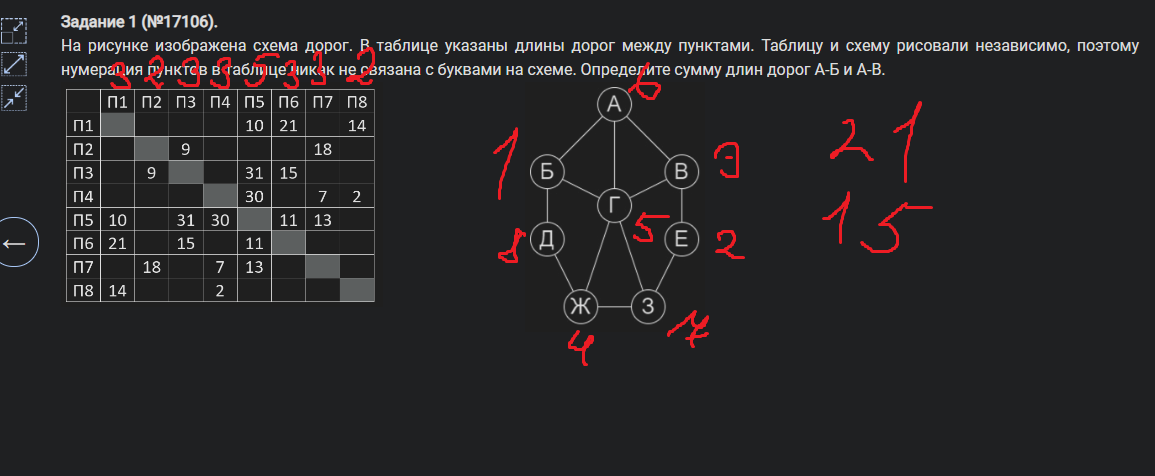 Задание 1 (№17106).
На рисунке изображена схема дорог. В таблице указаны длины дорог между пунктами. Таблицу и схему рисовали независимо, поэтому
нумерация пунктов в таблице никак не связана с буквами на схеме. Определите сумму длин дорог А-Б и А-В.
3 2 3 3 5 3 3 2
П1 П2 П3 П4 П5 П6 П7 П8
П1 10 21 14
П2 9 18
П3 9 31 15
П4 30 7 2
П5 10 31 30 11 13
П6 21 15 11
П7 18 7 13
П8 14 2
А 6
1 Б В 3
Г 5
8 Д Е 2
Ж З
4 7
21
15
←